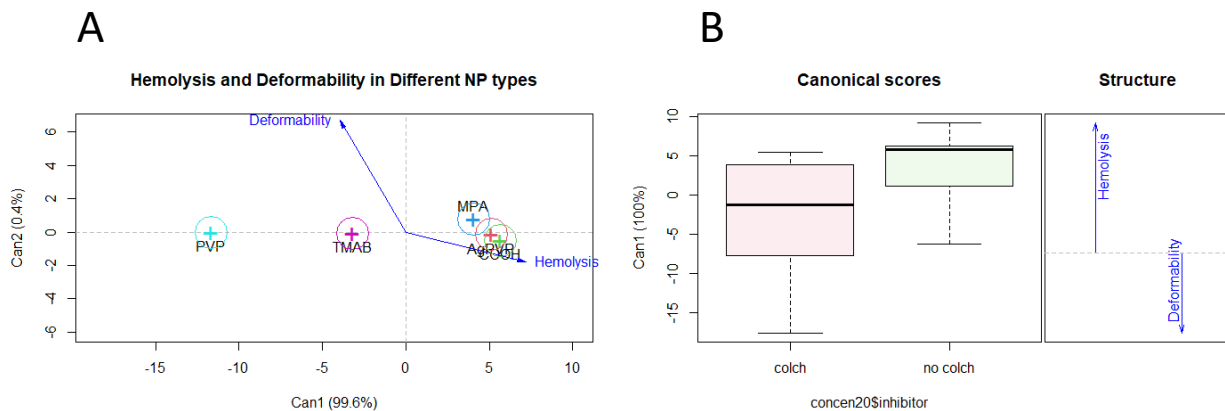 A
B
Hemolysis and Deformability in Different NP types
Canonical scores
Structure
Can2 (0.4%)
6
4
2
0
-2
-4
-6
Deformability
MPA
PVP
TMAB
AgPVP
COOH
Hemolysis
-15
-10
-5
0
5
10
Can1 (99.6%)
Can1 (100%)
10
5
0
-5
-10
-15
colch
no colch
concen20$inhibitor
Hemolysis
Deformability